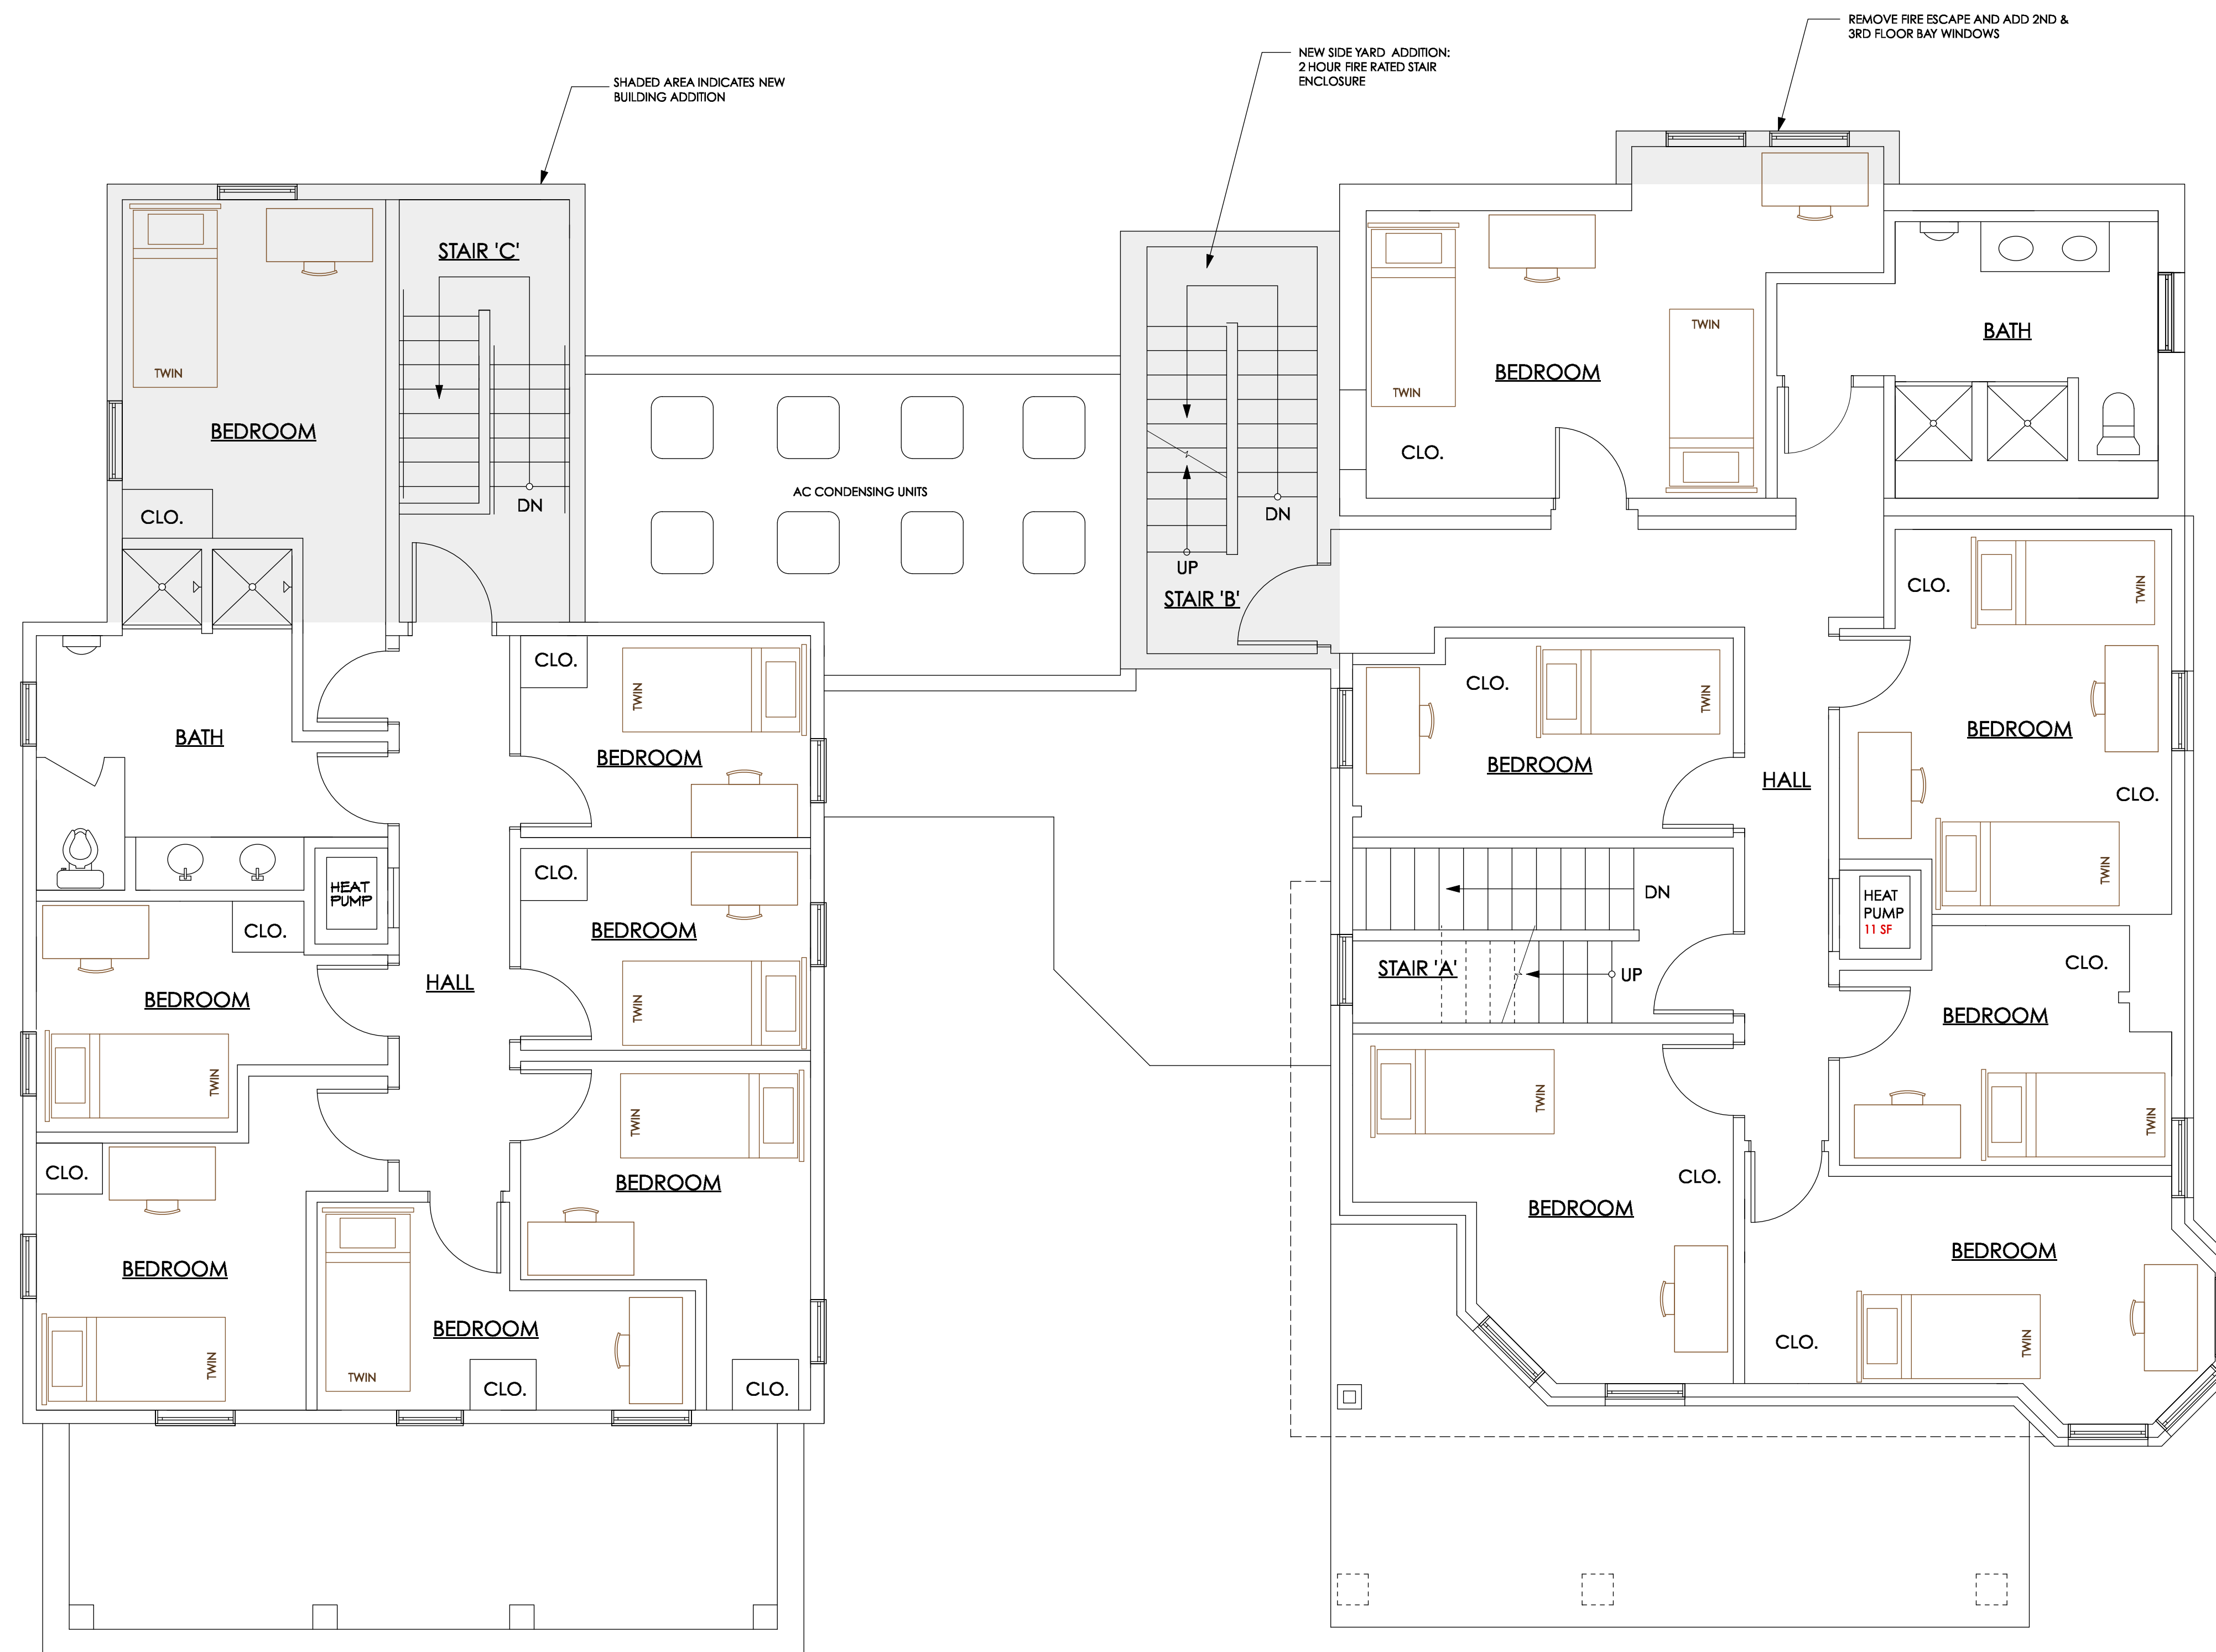 REMOVE FIRE ESCAPE AND ADD 2ND &
3RD FLOOR BAY WINDOWS
NEW SIDE YARD ADDITION:
2 HOUR FIRE RATED STAIR
ENCLOSURE
SHADED AREA INDICATES NEW
BUILDING ADDITION
STAIR 'C'
TWIN
BEDROOM
CLO.
DN
AC CONDENSING UNITS
DN
UP
STAIR 'B'
TWIN
BEDROOM
TWIN
CLO.
BATH
BATH
CLO.
TWIN
BEDROOM
HEAT
PUMP
CLO.
TWIN
BEDROOM
CLO.
BEDROOM
TWIN
HALL
BEDROOM
TWIN
TWIN
BEDROOM
CLO.
BEDROOM
TWIN
BEDROOM
TWIN
CLO.
CLO.
CLO.
TWIN
BEDROOM
HALL
CLO.
TWIN
BEDROOM
CLO.
TWIN
DN
STAIR 'A'
UP
HEAT
PUMP
11 SF
CLO.
BEDROOM
TWIN
TWIN
CLO.
BEDROOM
BEDROOM
CLO.
TWIN